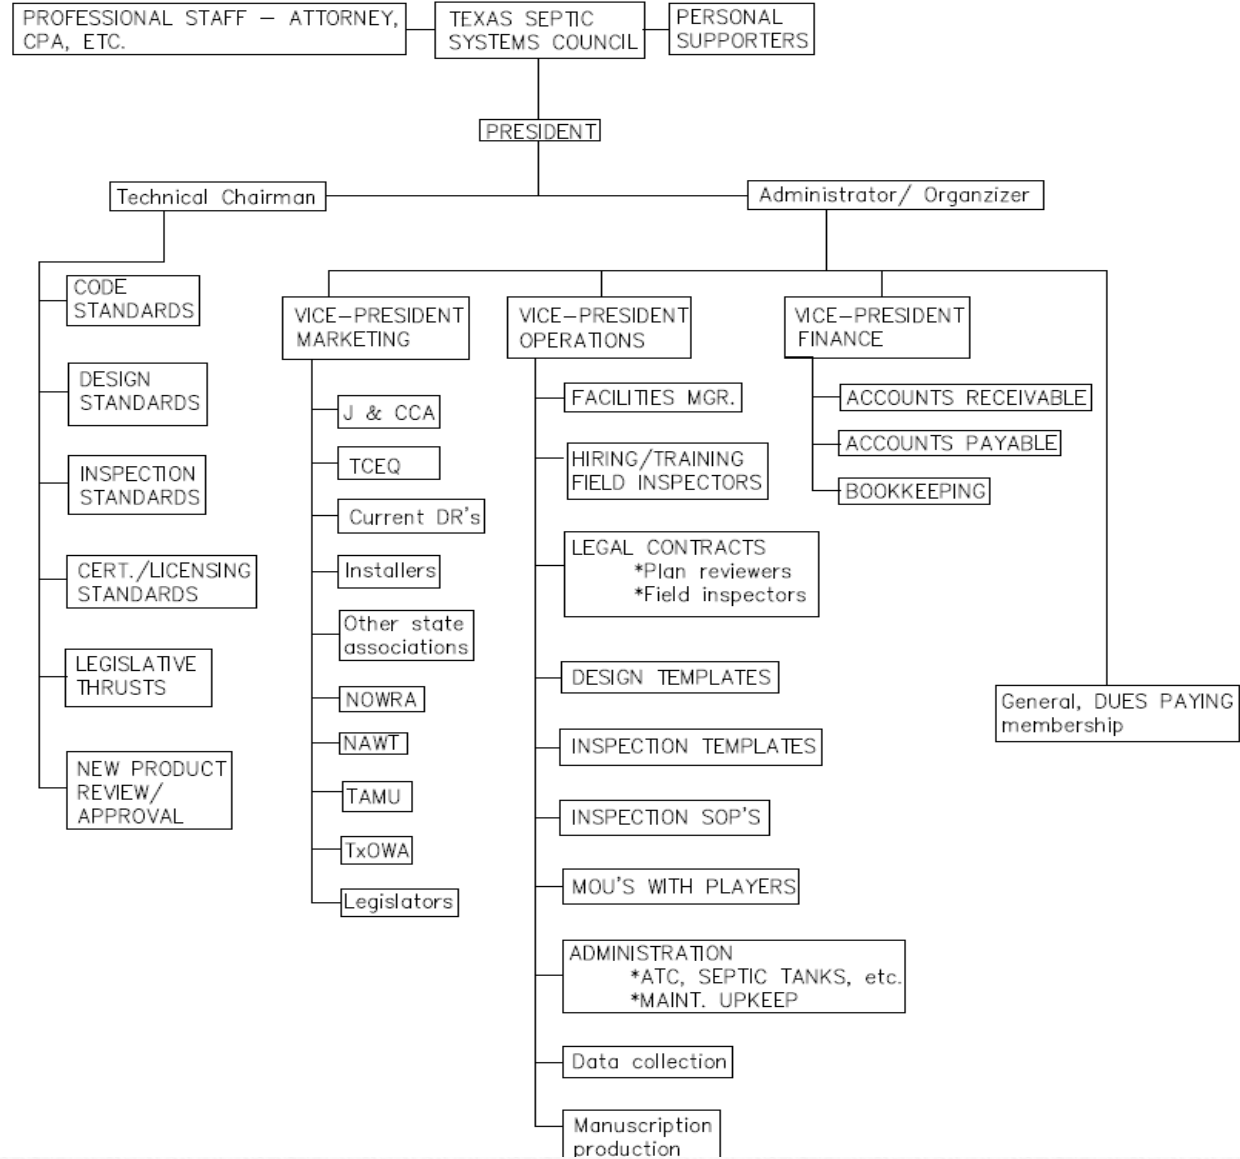 PROFESSIONAL STAFF – ATTORNEY,
CPA, ETC.
TEXAS SEPTIC
SYSTEMS COUNCIL
PERSONAL
SUPPORTERS
PRESIDENT
Technical Chairman
Administrator/ Organzizer
CODE
STANDARDS
DESIGN
STANDARDS
INSPECTION
STANDARDS
CERT./LICENSING
STANDARDS
LEGISLATIVE
THRUSTS
NEW PRODUCT
REVIEW/
APPROVAL
VICE–PRESIDENT
MARKETING
J & CCA
TCEQ
Current DR's
Installers
Other state
associations
NOWRA
NAWT
TAMU
TxOWA
Legislators
VICE–PRESIDENT
OPERATIONS
FACILITIES MGR.
HIRING/TRAINING
FIELD INSPECTORS
LEGAL CONTRACTS
*Plan reviewers
*Field inspectors
DESIGN TEMPLATES
INSPECTION TEMPLATES
INSPECTION SOP'S
MOU'S WITH PLAYERS
ADMINISTRATION
*ATC, SEPTIC TANKS, etc.
*MAINT. UPKEEP
Data collection
Manuscription
production
VICE–PRESIDENT
FINANCE
ACCOUNTS RECEIVABLE
ACCOUNTS PAYABLE
BOOKKEEPING
General, DUES PAYING
membership